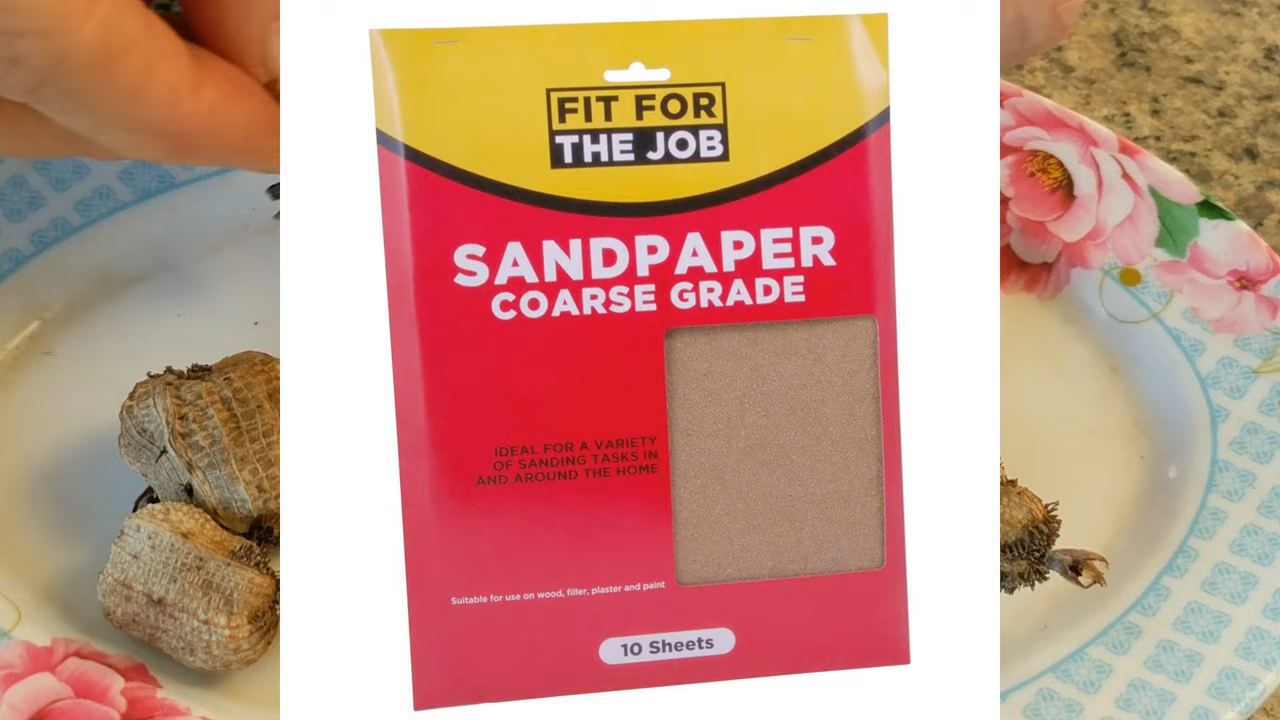 FIT FOR
THE JOB
SANDPAPER
COARSE GRADE
IDEAL FOR A VARIETY
OF SANDING TASKS IN
AND AROUND THE HOME
Suitable for use on wood, filler, plaster and paint
10 Sheets